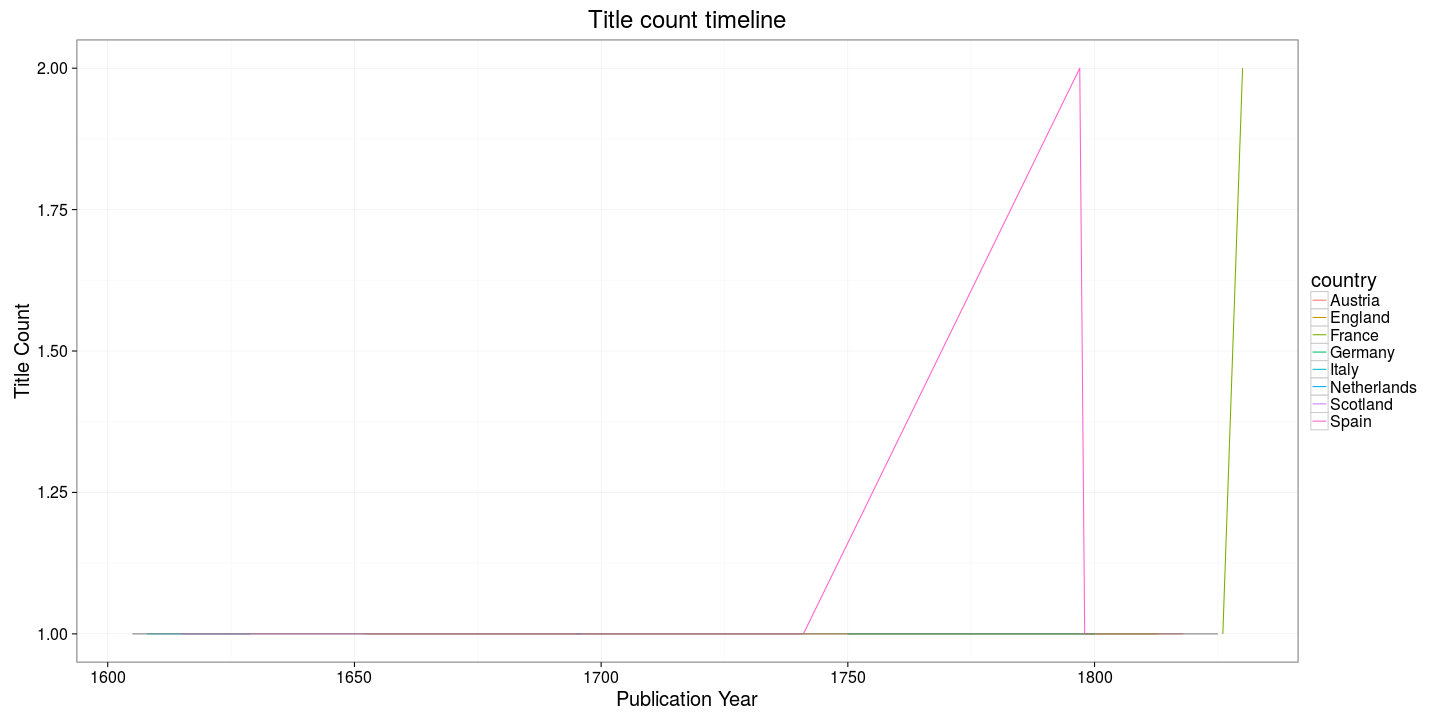 Title count timeline
2.00
1.75
1.50
1.25
1.00
Title Count
1600 1650 1700 1750 1800
Publication Year
country
Austria
England
France
Germany
Italy
Netherlands
Scotland
Spain